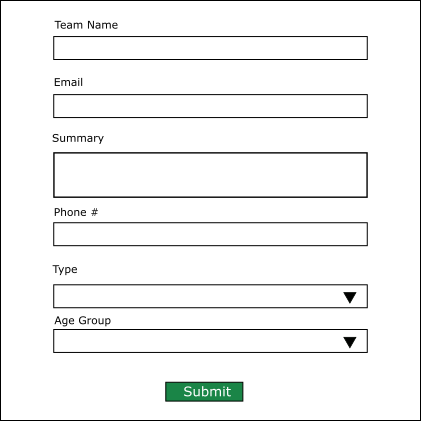 Team Name
Email
Summary
Phone #
Type
Age Group
Submit